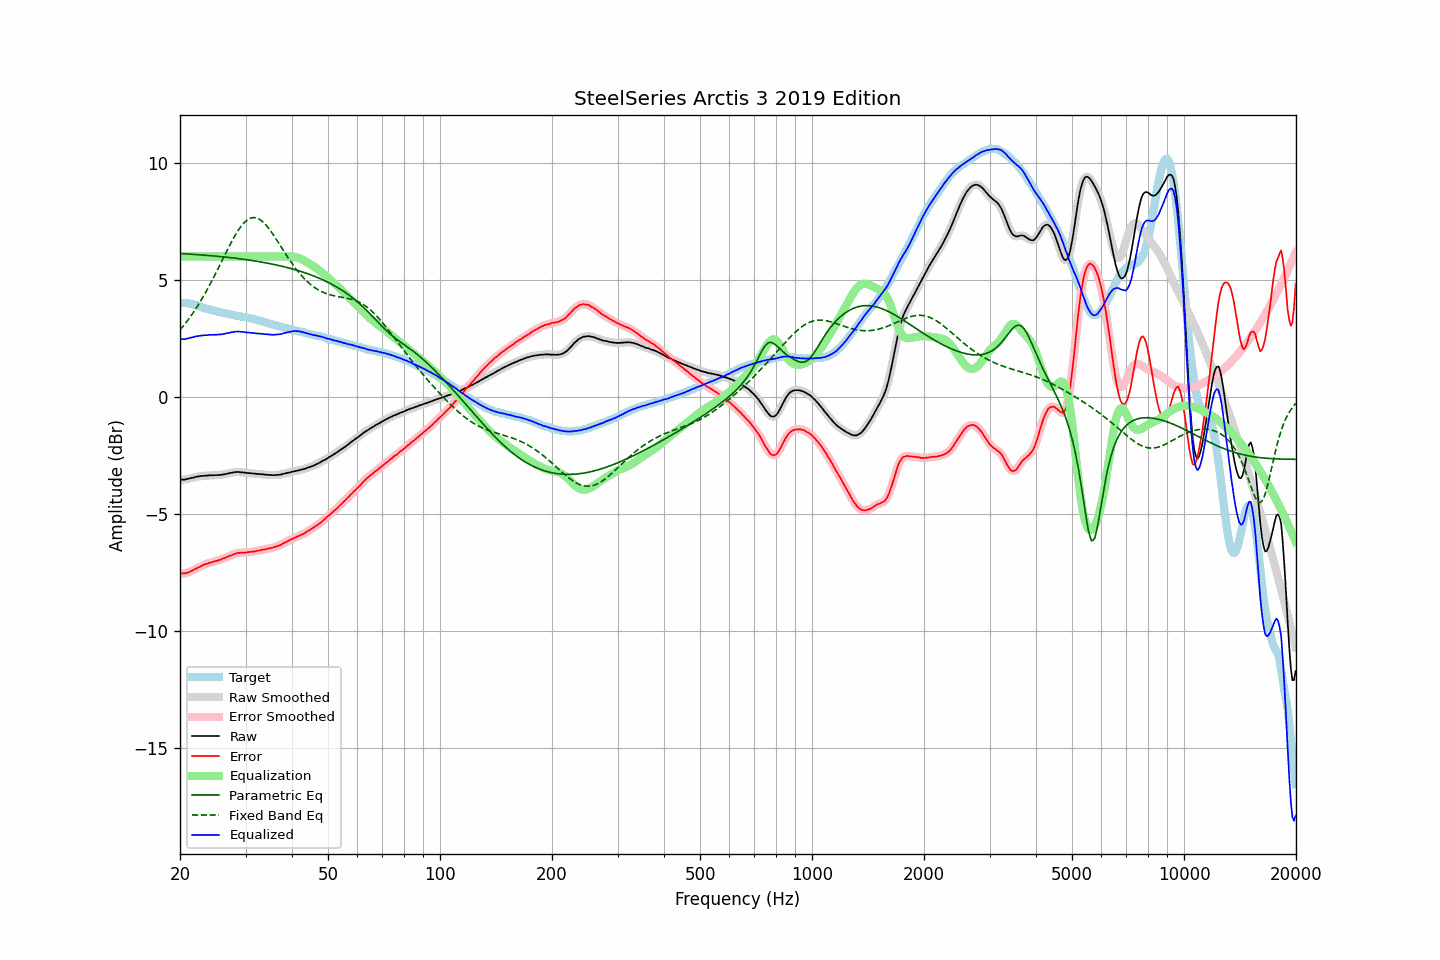 SteelSeries Arctis 3 2019 Edition
Amplitude (dBr)
10
5
0
−5
−10
−15
Target
Raw Smoothed
Error Smoothed
Raw
Error
Equalization
Parametric Eq
Fixed Band Eq
Equalized
20 50 100 200 500 1000 2000 5000 10000 20000
Frequency (Hz)